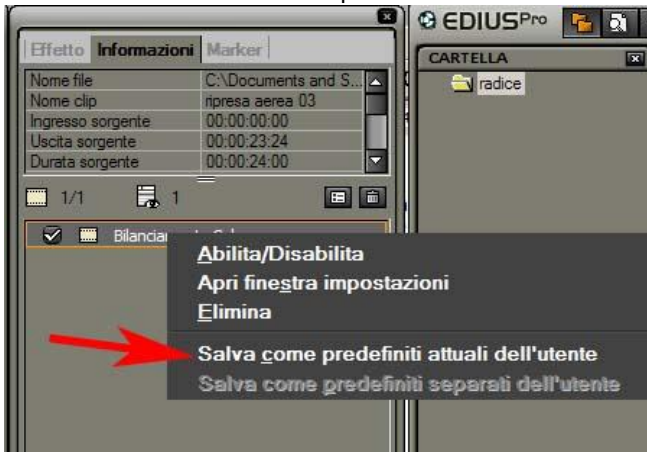 EDIUSPro
Effetto Informazioni Marker
CARTELLA
Nome file C:\Documents and S...
radice
Nome clip ripresa aerea 03
Ingresso sorgente 00:00:00:00
Uscita sorgente 00:00:23:24
Durata sorgente 00:00:24:00
1/1 1
Abilita/Disabilita
Apri finestra impostazioni
Elimina
Salva come predefiniti attuali dell'utente
Salva come predefiniti separati dell'utente